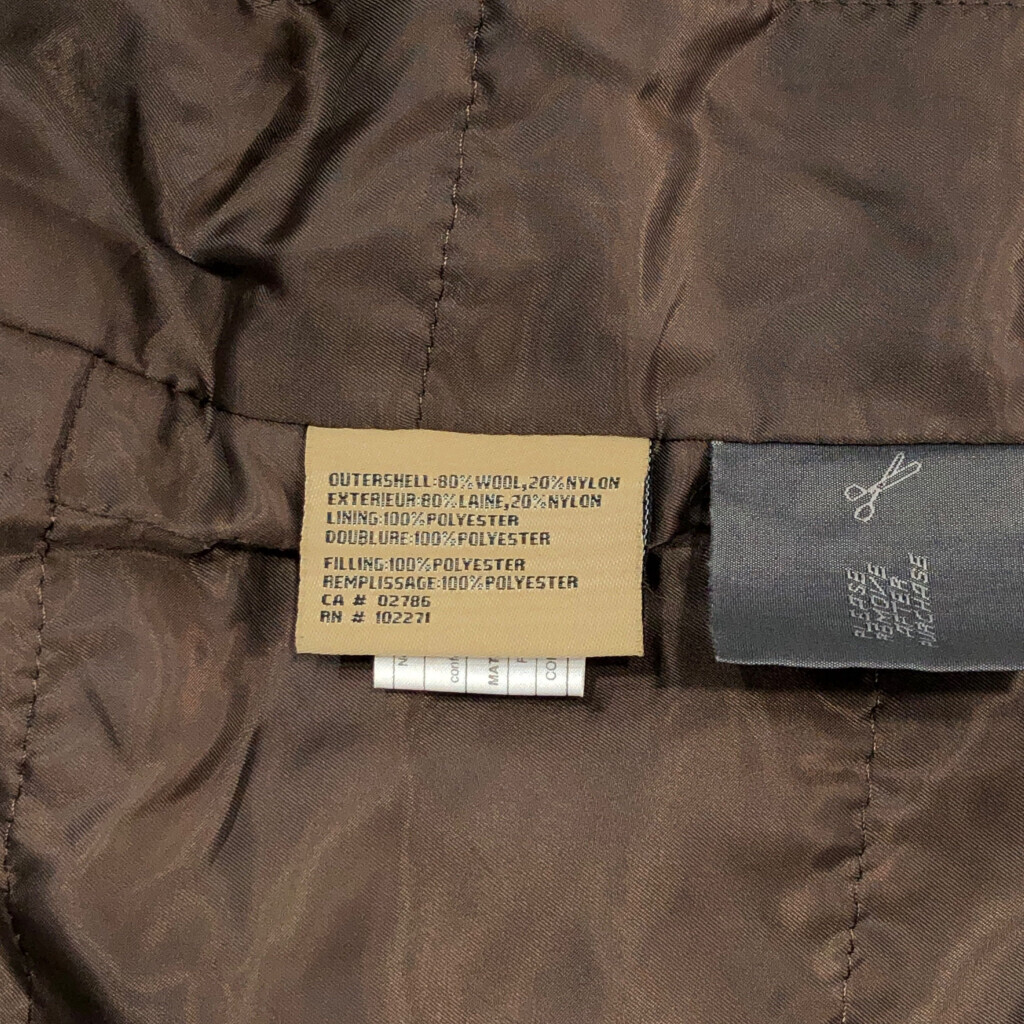 OUTERSHELL:80%WOOL,20%NYLON
EXTERIEUR:80%LAINE,20%NYLON
LINING:100%POLYESTER
DOUBLURE:100%POLYESTER
FILLING:100%POLYESTER
REMPLISSAGE:100%POLYESTER
CA # 02786
RN # 102271
PLEASE
REMOVE
AFTER
PURCHASE